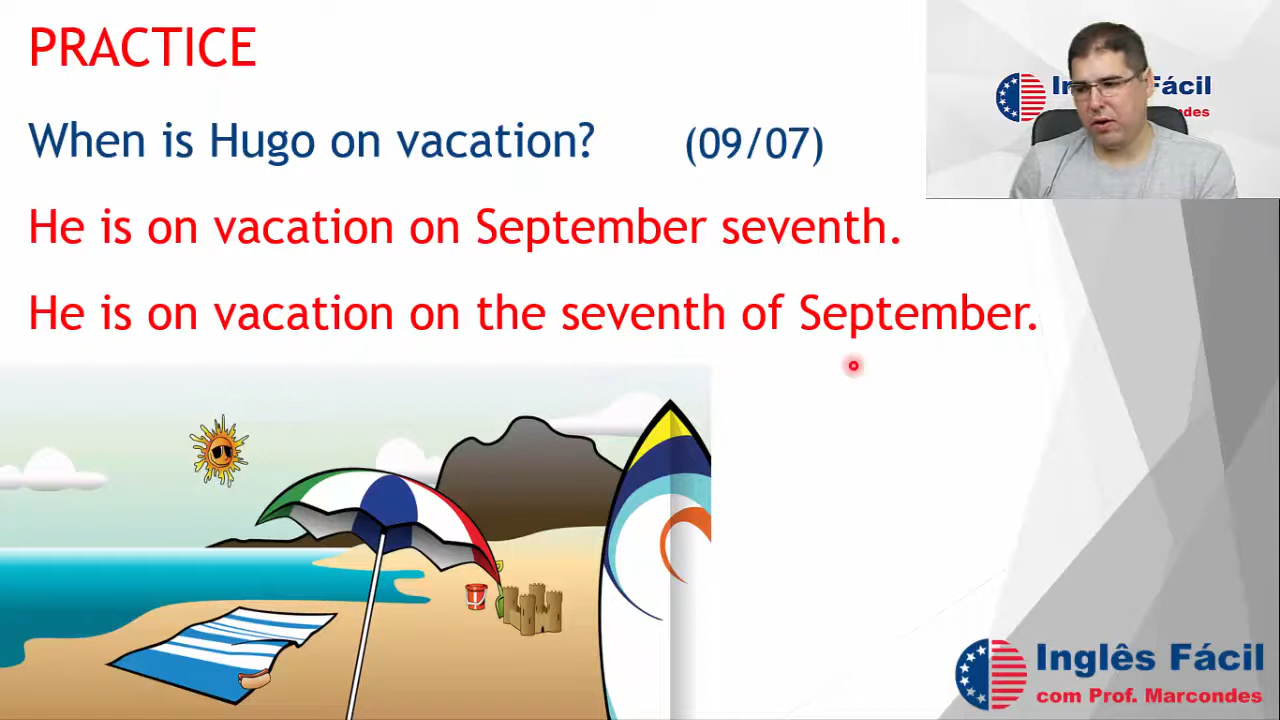 PRACTICE
When is Hugo on vacation? (09/07)
He is on vacation on September seventh.
He is on vacation on the seventh of September.
Inglês Fácil
com Prof. Marcondes